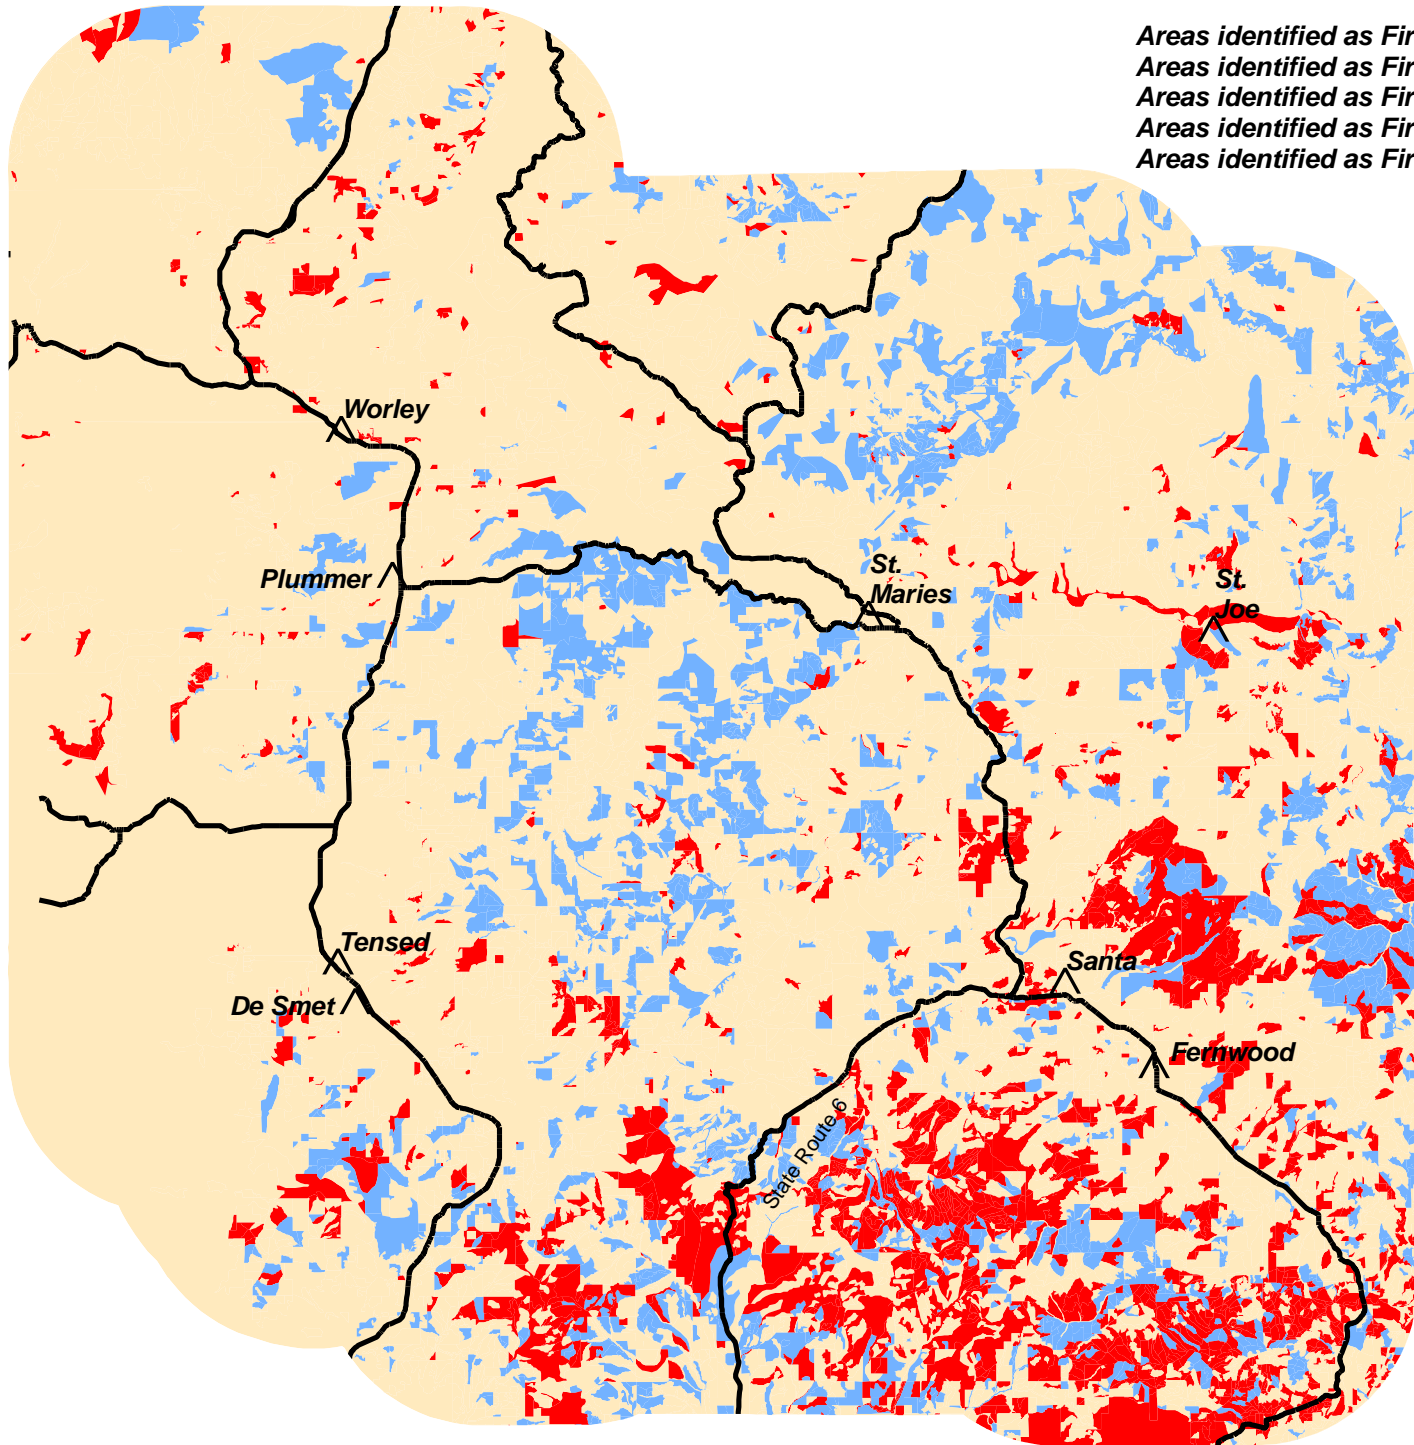 Areas identified as Fir
Areas identified as Fir
Areas identified as Fir
Areas identified as Fir
Areas identified as Fir
Worley
Plummer
St.
Maries
St.
Joe
Tensed
De Smet
Santa
Fernwood
State Route 6